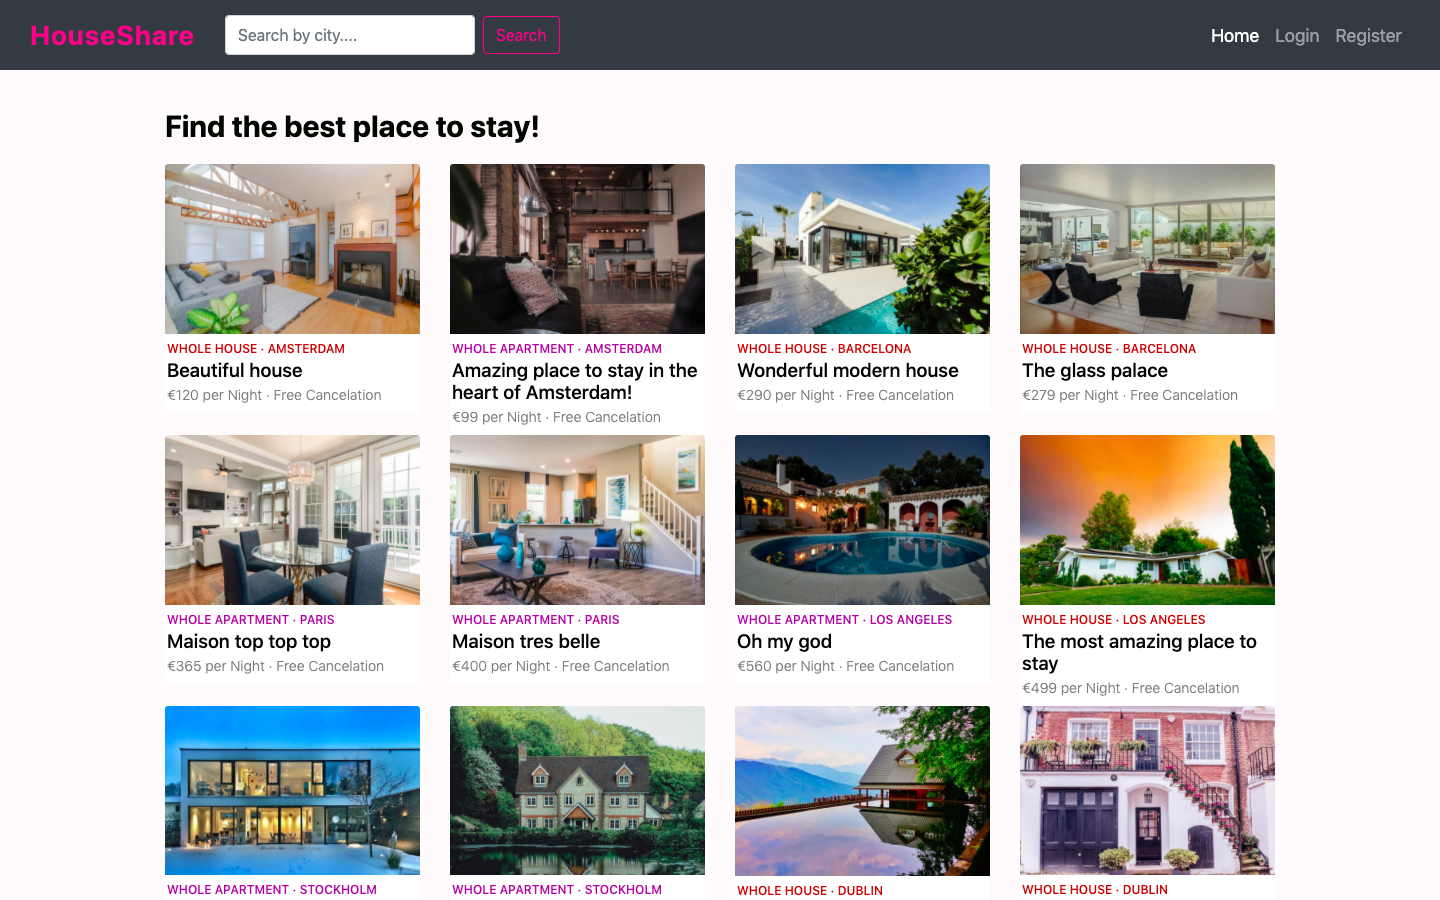 HouseShare
Search by city....
Search
Home
Login
Register
Find the best place to stay!
WHOLE HOUSE · AMSTERDAM
Beautiful house
€120 per Night · Free Cancelation
WHOLE APARTMENT · AMSTERDAM
Amazing place to stay in the
heart of Amsterdam!
€99 per Night · Free Cancelation
WHOLE HOUSE · BARCELONA
Wonderful modern house
€290 per Night · Free Cancelation
WHOLE HOUSE · BARCELONA
The glass palace
€279 per Night · Free Cancelation
WHOLE APARTMENT · PARIS
Maison top top top
€365 per Night · Free Cancelation
WHOLE APARTMENT · PARIS
Maison tres belle
€400 per Night · Free Cancelation
WHOLE APARTMENT · LOS ANGELES
Oh my god
€560 per Night · Free Cancelation
WHOLE HOUSE · LOS ANGELES
The most amazing place to
stay
€499 per Night · Free Cancelation
WHOLE APARTMENT · STOCKHOLM
WHOLE APARTMENT · STOCKHOLM
WHOLE HOUSE · DUBLIN
WHOLE HOUSE · DUBLIN